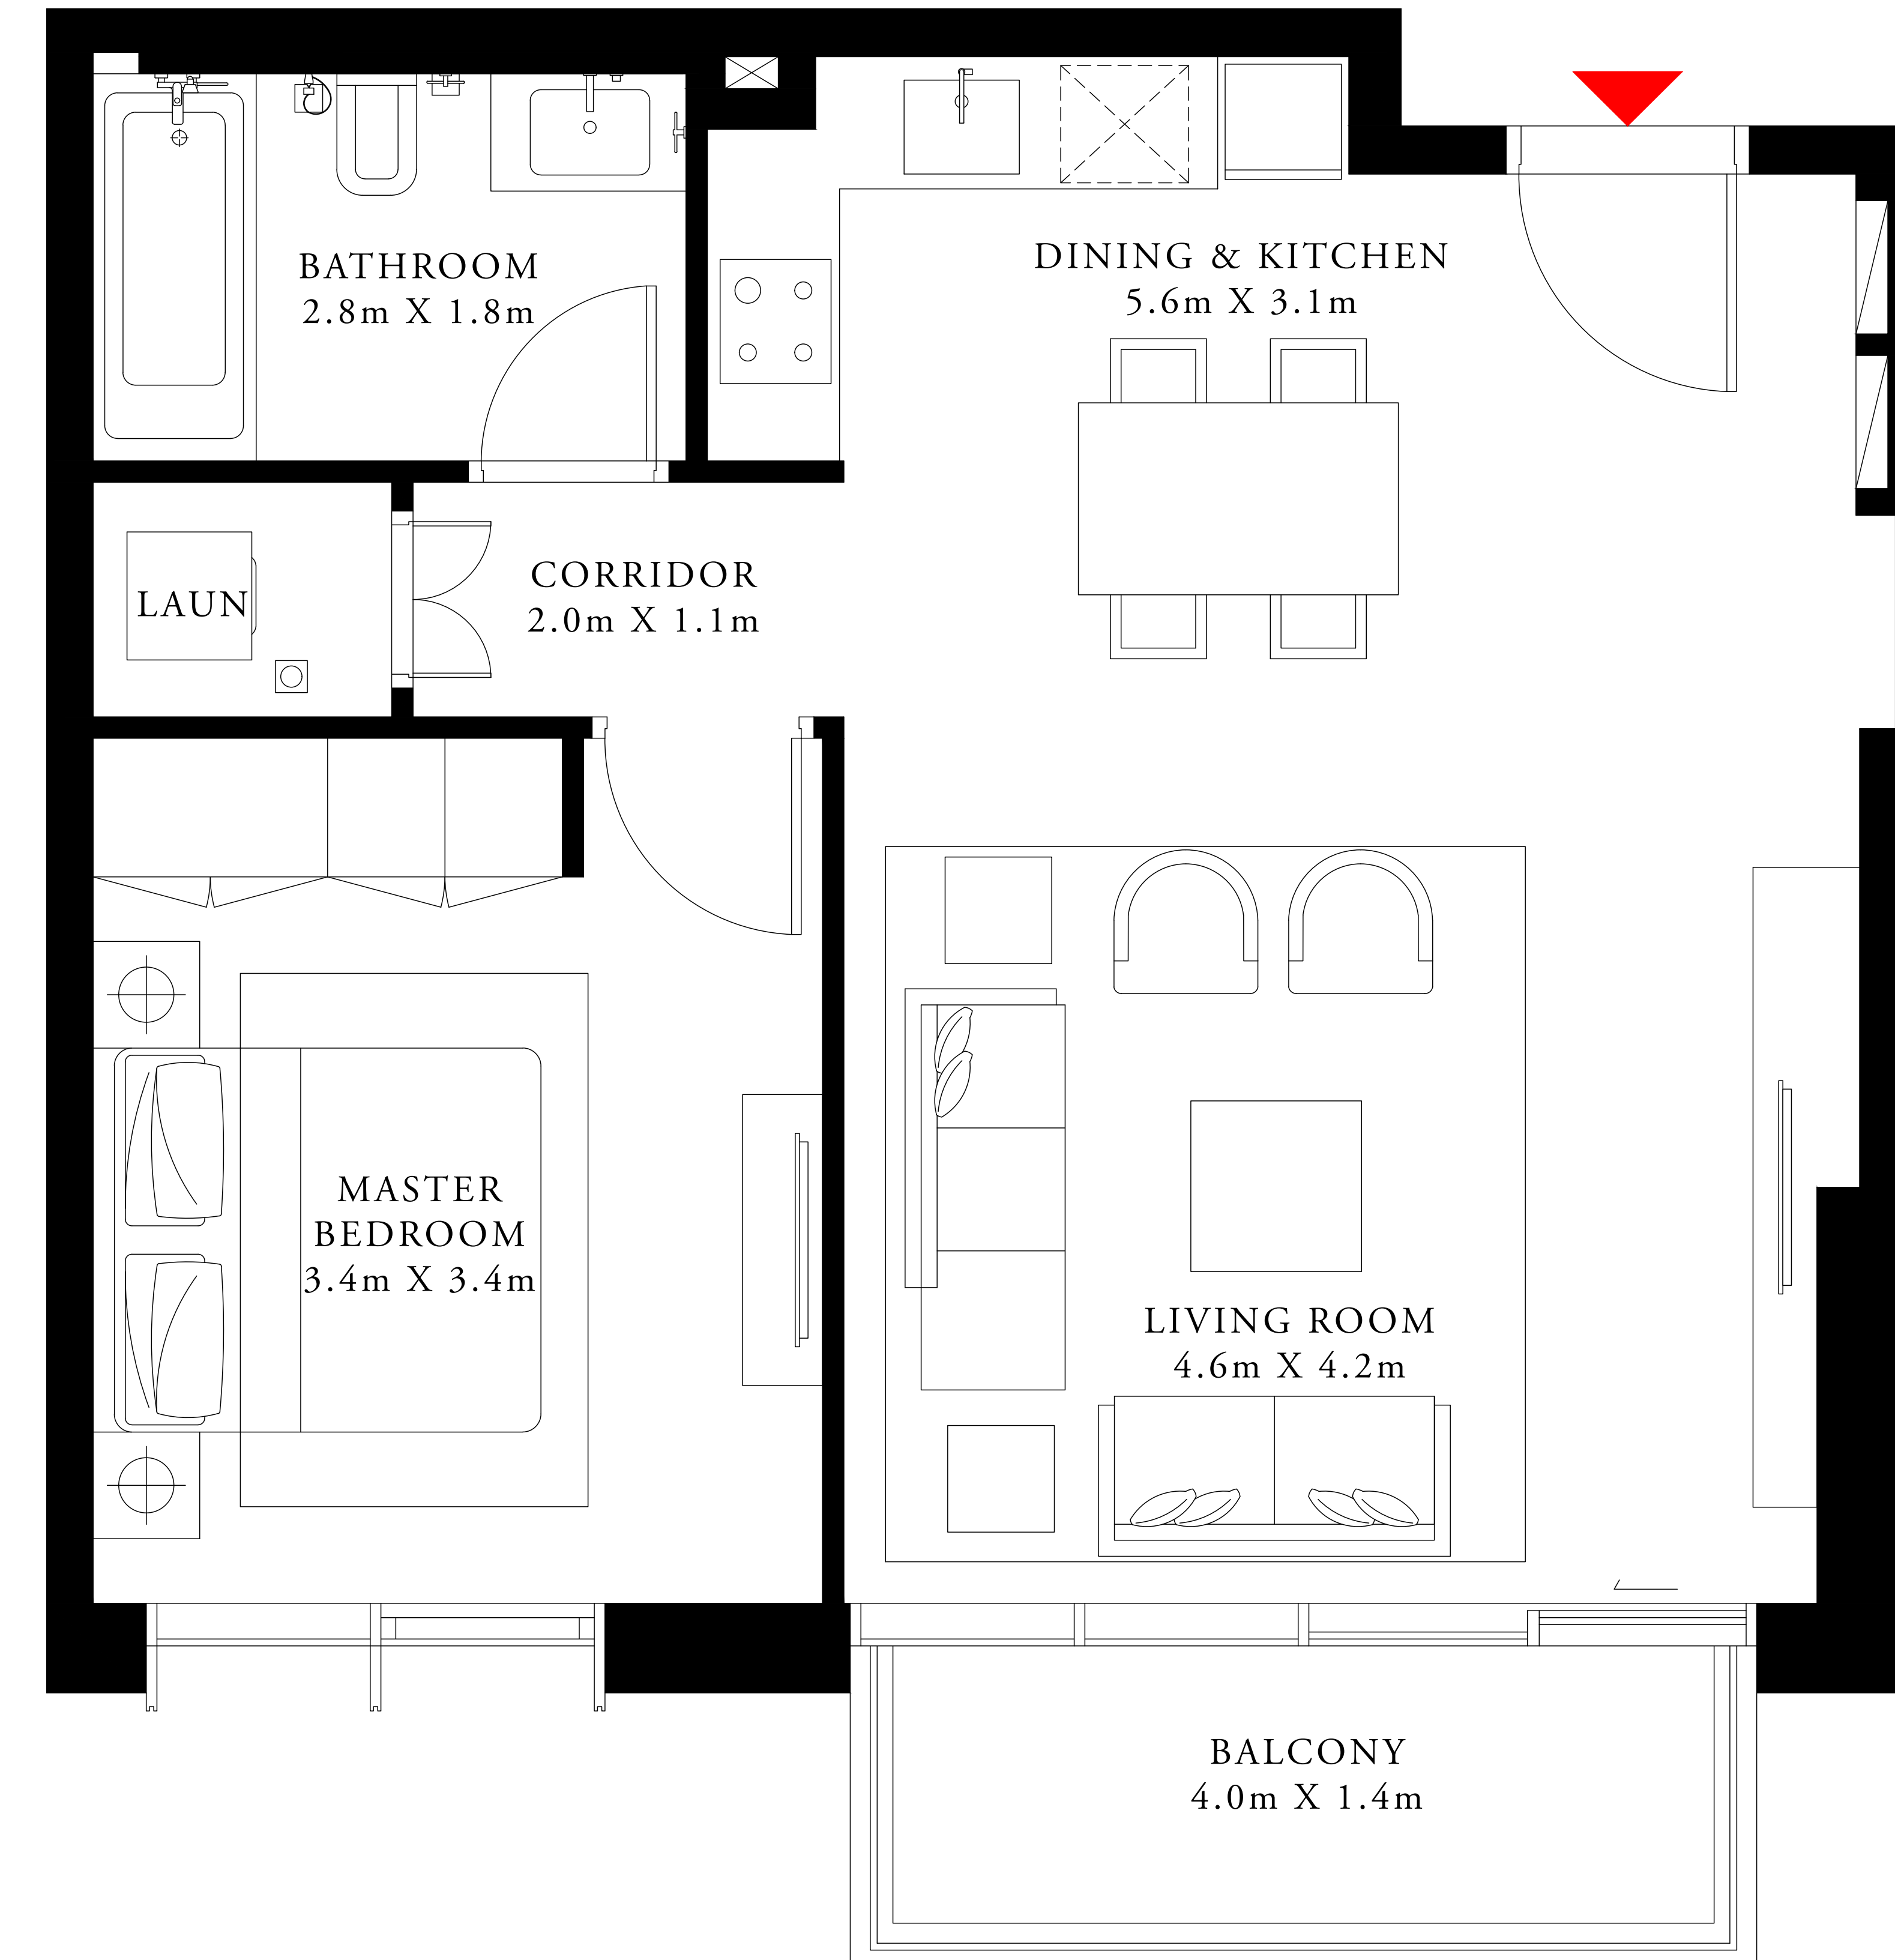 BATHROOM
2.8m X 1.8m
DINING & KITCHEN
5.6m X 3.1m
LAUN
CORRIDOR
2.0m X 1.1m
MASTER
BEDROOM
3.4m X 3.4m
LIVING ROOM
4.6m X 4.2m
BALCONY
4.0m X 1.4m